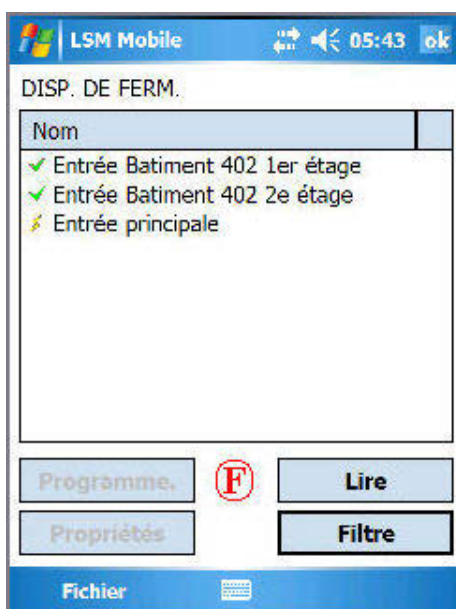 LSM Mobile 05:43 ok
DISP. DE FERM.
Nom
Entrée Batiment 402 1er étage
Entrée Batiment 402 2e étage
Entrée principale
Programme. F Lire
Propriétés Filtre
Fichier